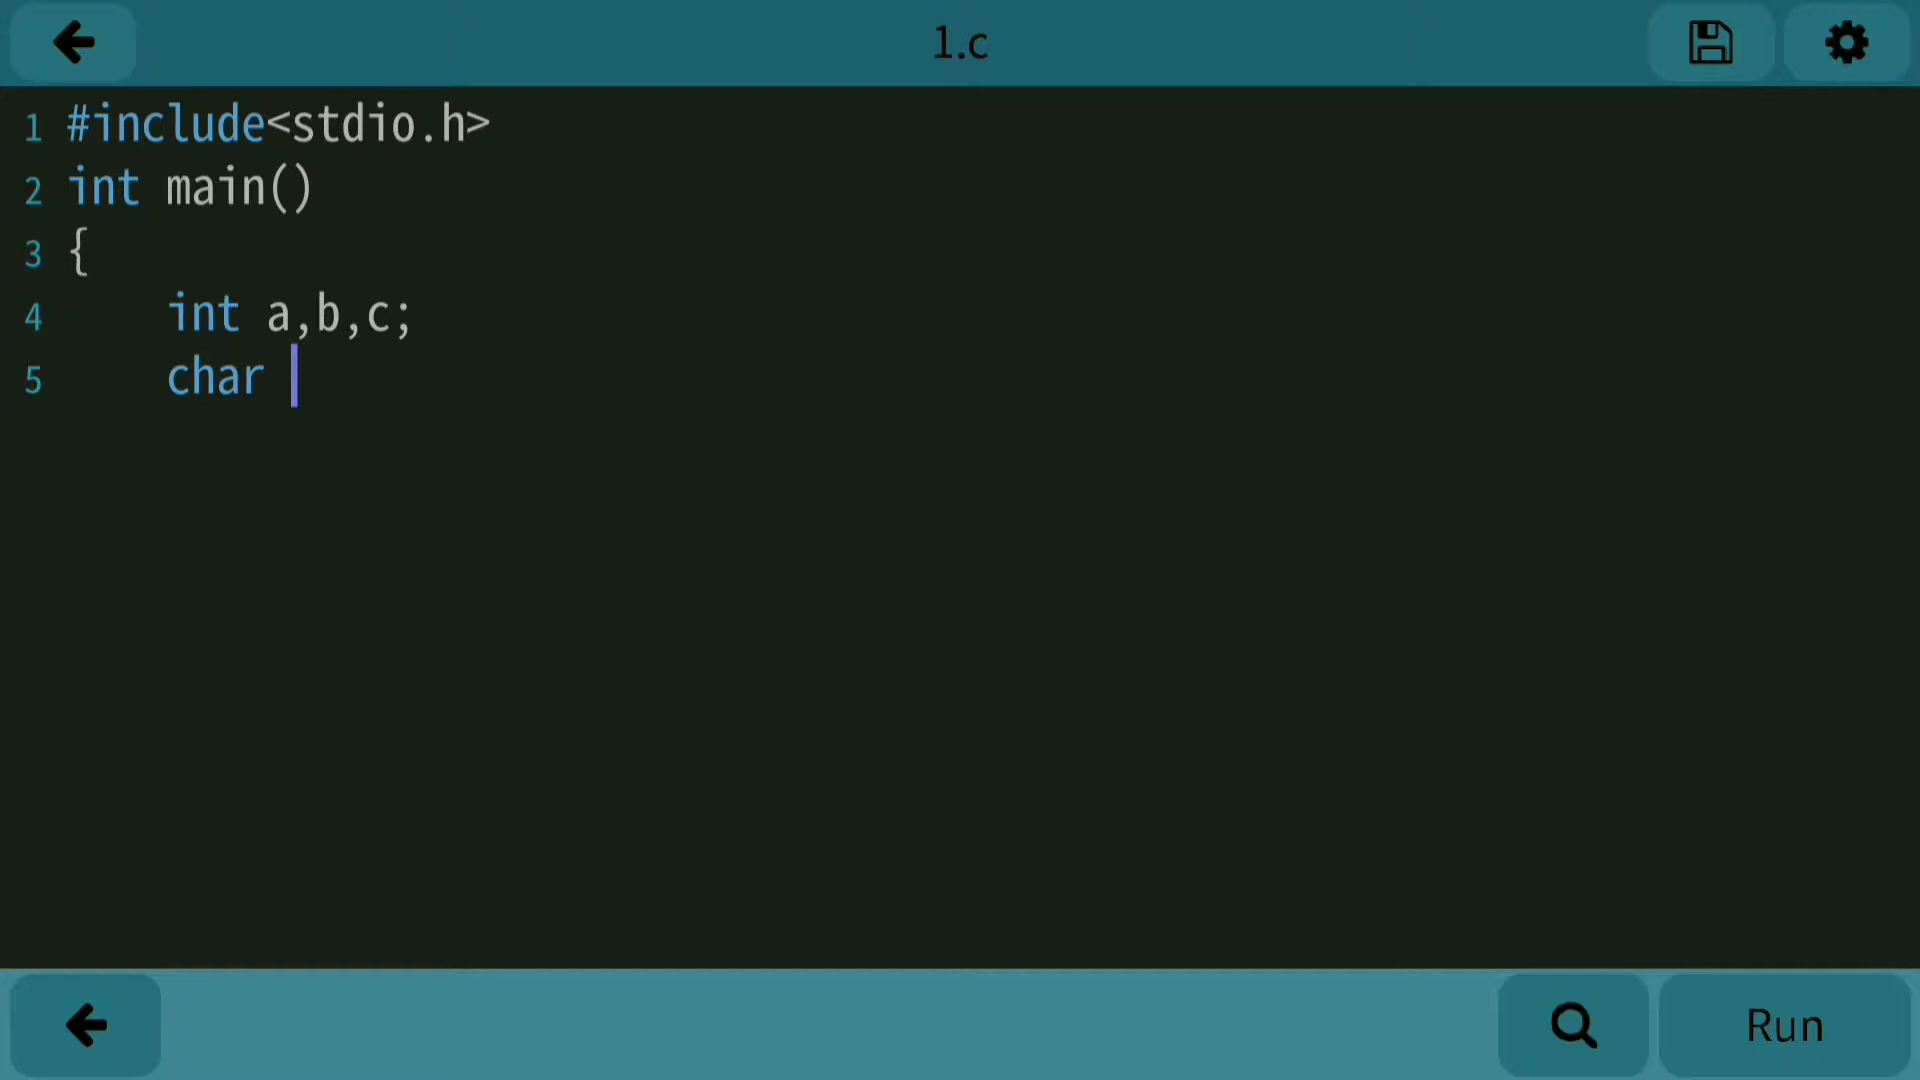 1.c
1 #include<stdio.h>
2 int main()
3 {
4     int a,b,c;
5     char
Run